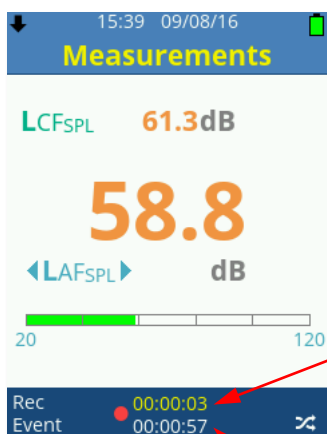 15:39 09/08/16
Measurements
LCFSPL 61.3dB
58.8
LAFSPL dB
20 120
Rec 00:00:03
Event 00:00:57